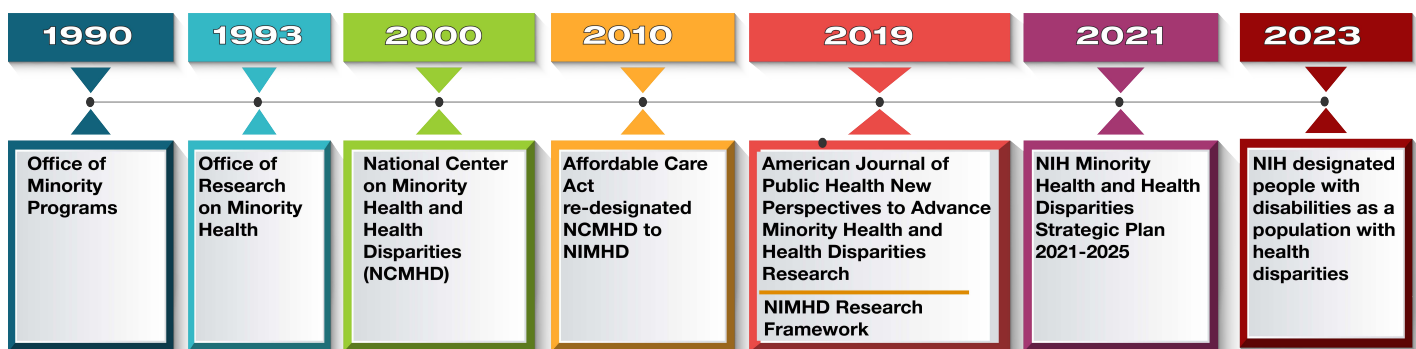 1990
1993
2000
2010
2019
2021
2023
Office of
Minority
Programs
Office of
Research
on Minority
Health
National Center
on Minority
Health and
Health
Disparities
(NCMHD)
Affordable Care
Act
re-designated
NCMHD to
NIMHD
American Journal of
Public Health New
Perspectives to Advance
Minority Health and
Health Disparities
Research
NIMHD Research
Framework
NIH Minority
Health and Health
Disparities
Strategic Plan
2021-2025
NIH designated
people with
disabilities as a
population with
health
disparities